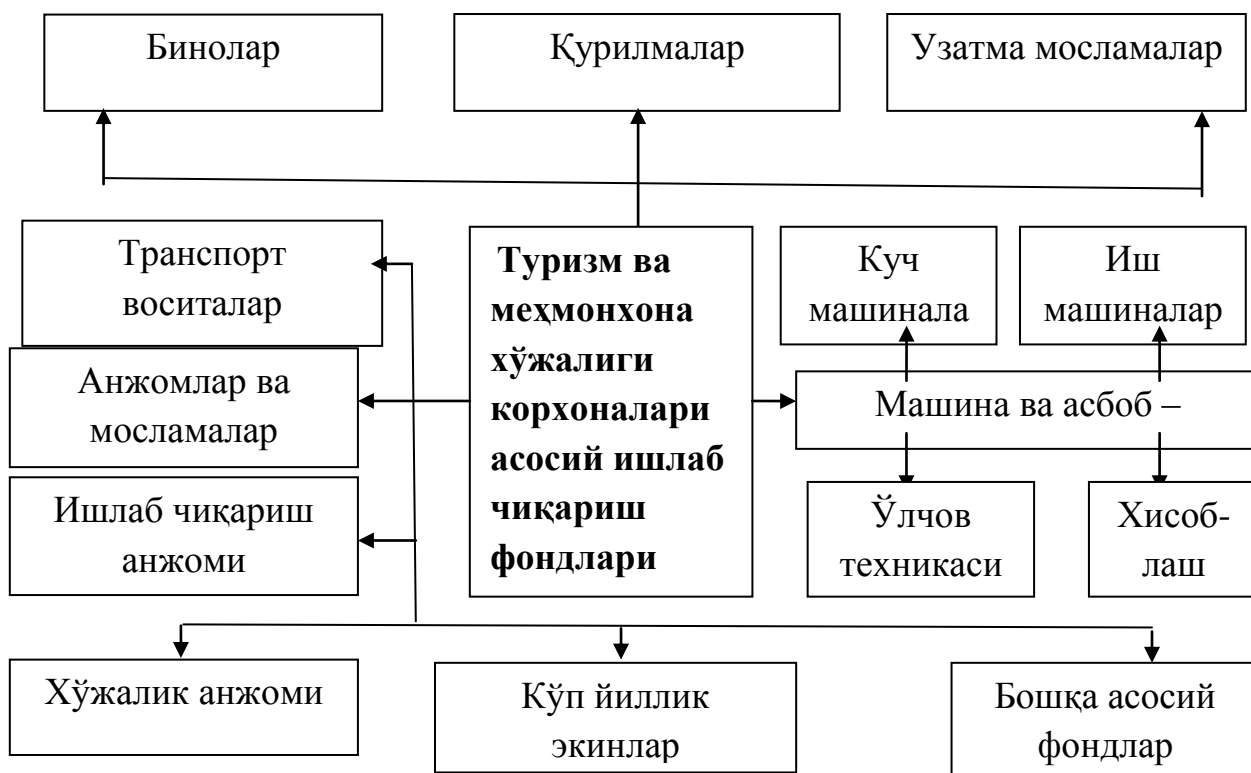 Бинолар
Қурилмалар
Узатма мосламалар
Транспорт
воситалар
Туризм ва
меҳмонхона
хўжалиги
корхоналари
асосий ишлаб
чиқариш
фондлари
Куч
машинала
Иш
машиналар
Анжомлар ва
мосламалар
Машина ва асбоб –
Ишлаб чиқариш
анжоми
Ўлчов
техникаси
Хисоб-
лаш
Хўжалик анжоми
Кўп йиллик
экинлар
Бошқа асосий
фондлар